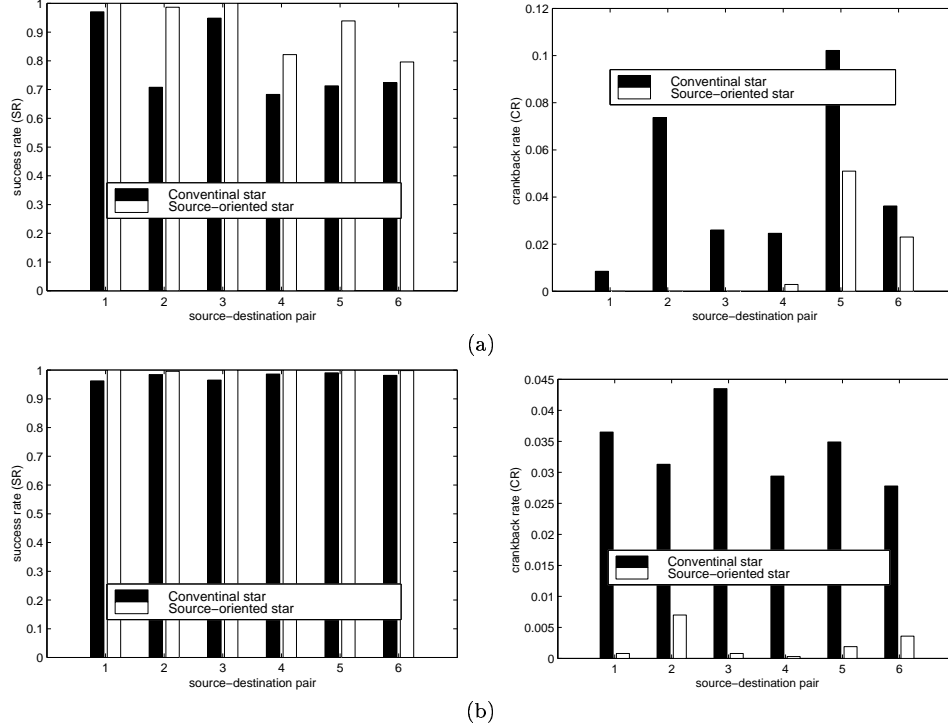 1
0.9
0.8
0.7
0.6
0.5
0.4
0.3
0.2
0.1
0
success rate (SR)
Conventinal star
Source−oriented star
1 2 3 4 5 6
source−destination pair
0.12
0.1
0.08
0.06
0.04
0.02
0
crankback rate (CR)
Conventinal star
Source−oriented star
1 2 3 4 5 6
source−destination pair
(a)
1
0.9
0.8
0.7
0.6
0.5
0.4
0.3
0.2
0.1
0
success rate (SR)
Conventinal star
Source−oriented star
1 2 3 4 5 6
source−destination pair
0.045
0.04
0.035
0.03
0.025
0.02
0.015
0.01
0.005
0
crankback rate (CR)
Conventinal star
Source−oriented star
1 2 3 4 5 6
source−destination pair
(b)